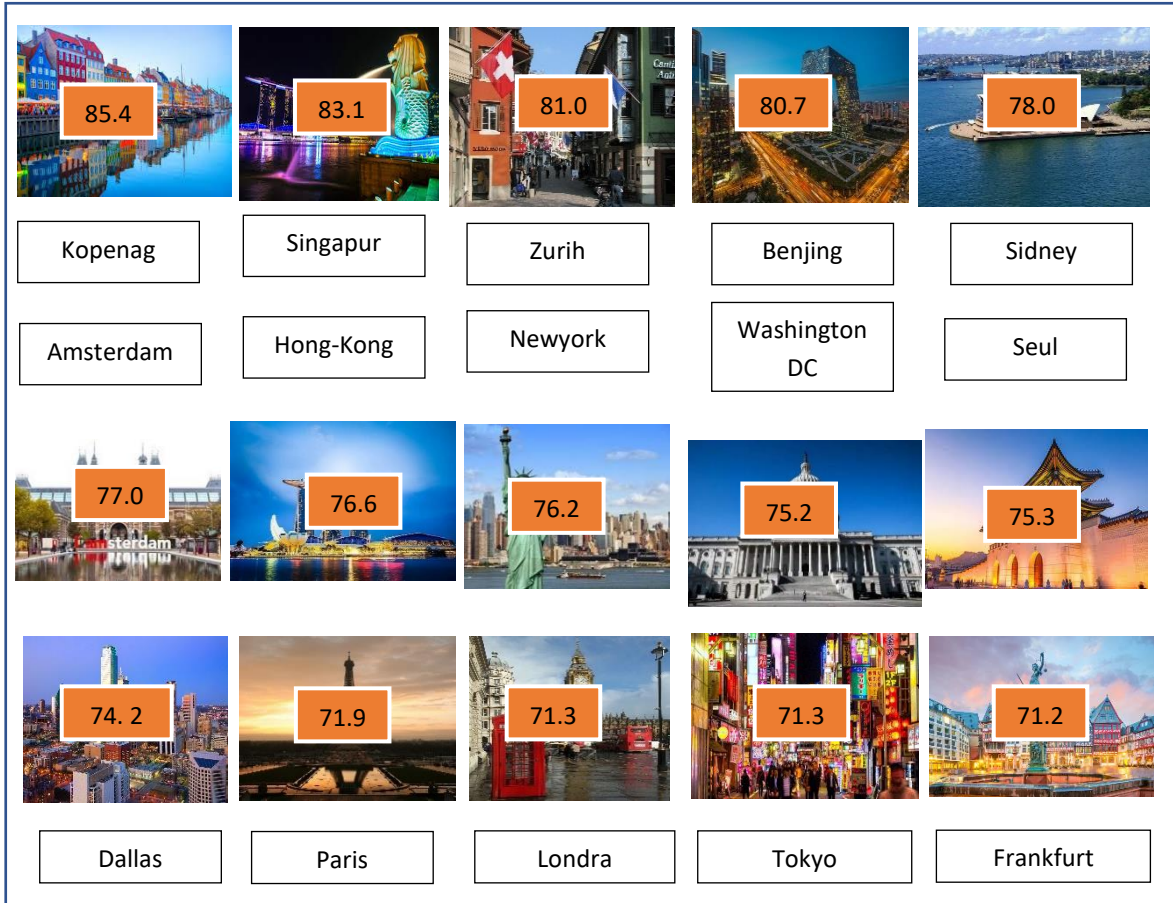 85.4
83.1
81.0
80.7
78.0
Kopenag
Singapur
Zurih
Benjing
Sidney
Amsterdam
Hong-Kong
Newyork
Washington
DC
Seul
77.0
76.6
76.2
75.2
75.3
amsterdam
74. 2
71.9
71.3
71.3
71.2
Dallas
Paris
Londra
Tokyo
Frankfurt